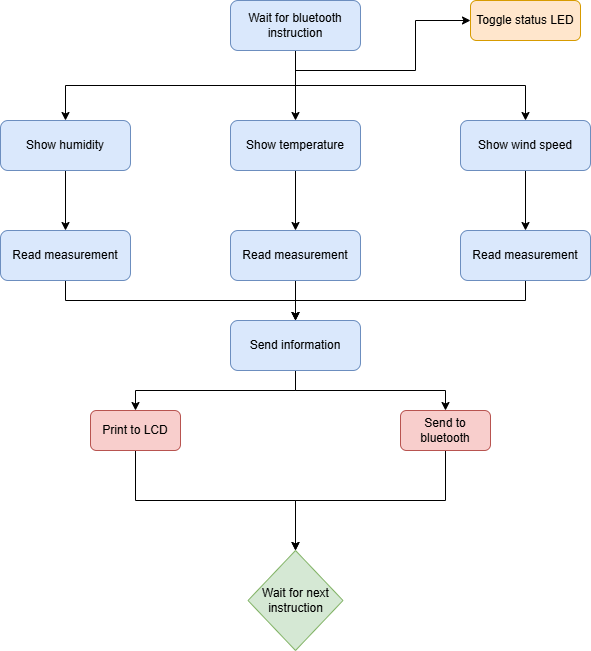 Wait for bluetooth
instruction
Toggle status LED
Show humidity
Show temperature
Show wind speed
Read measurement
Read measurement
Read measurement
Send information
Print to LCD
Send to
bluetooth
Wait for next
instruction